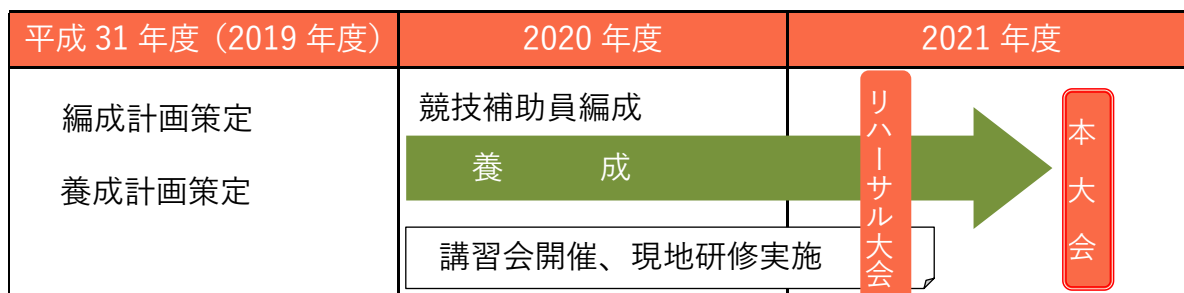 平成 31 年度（2019 年度）
2020 年度
2021 年度
編成計画策定
養成計画策定
競技補助員編成
養　　　成
講習会開催、現地研修実施
リハーサル大会
本大会